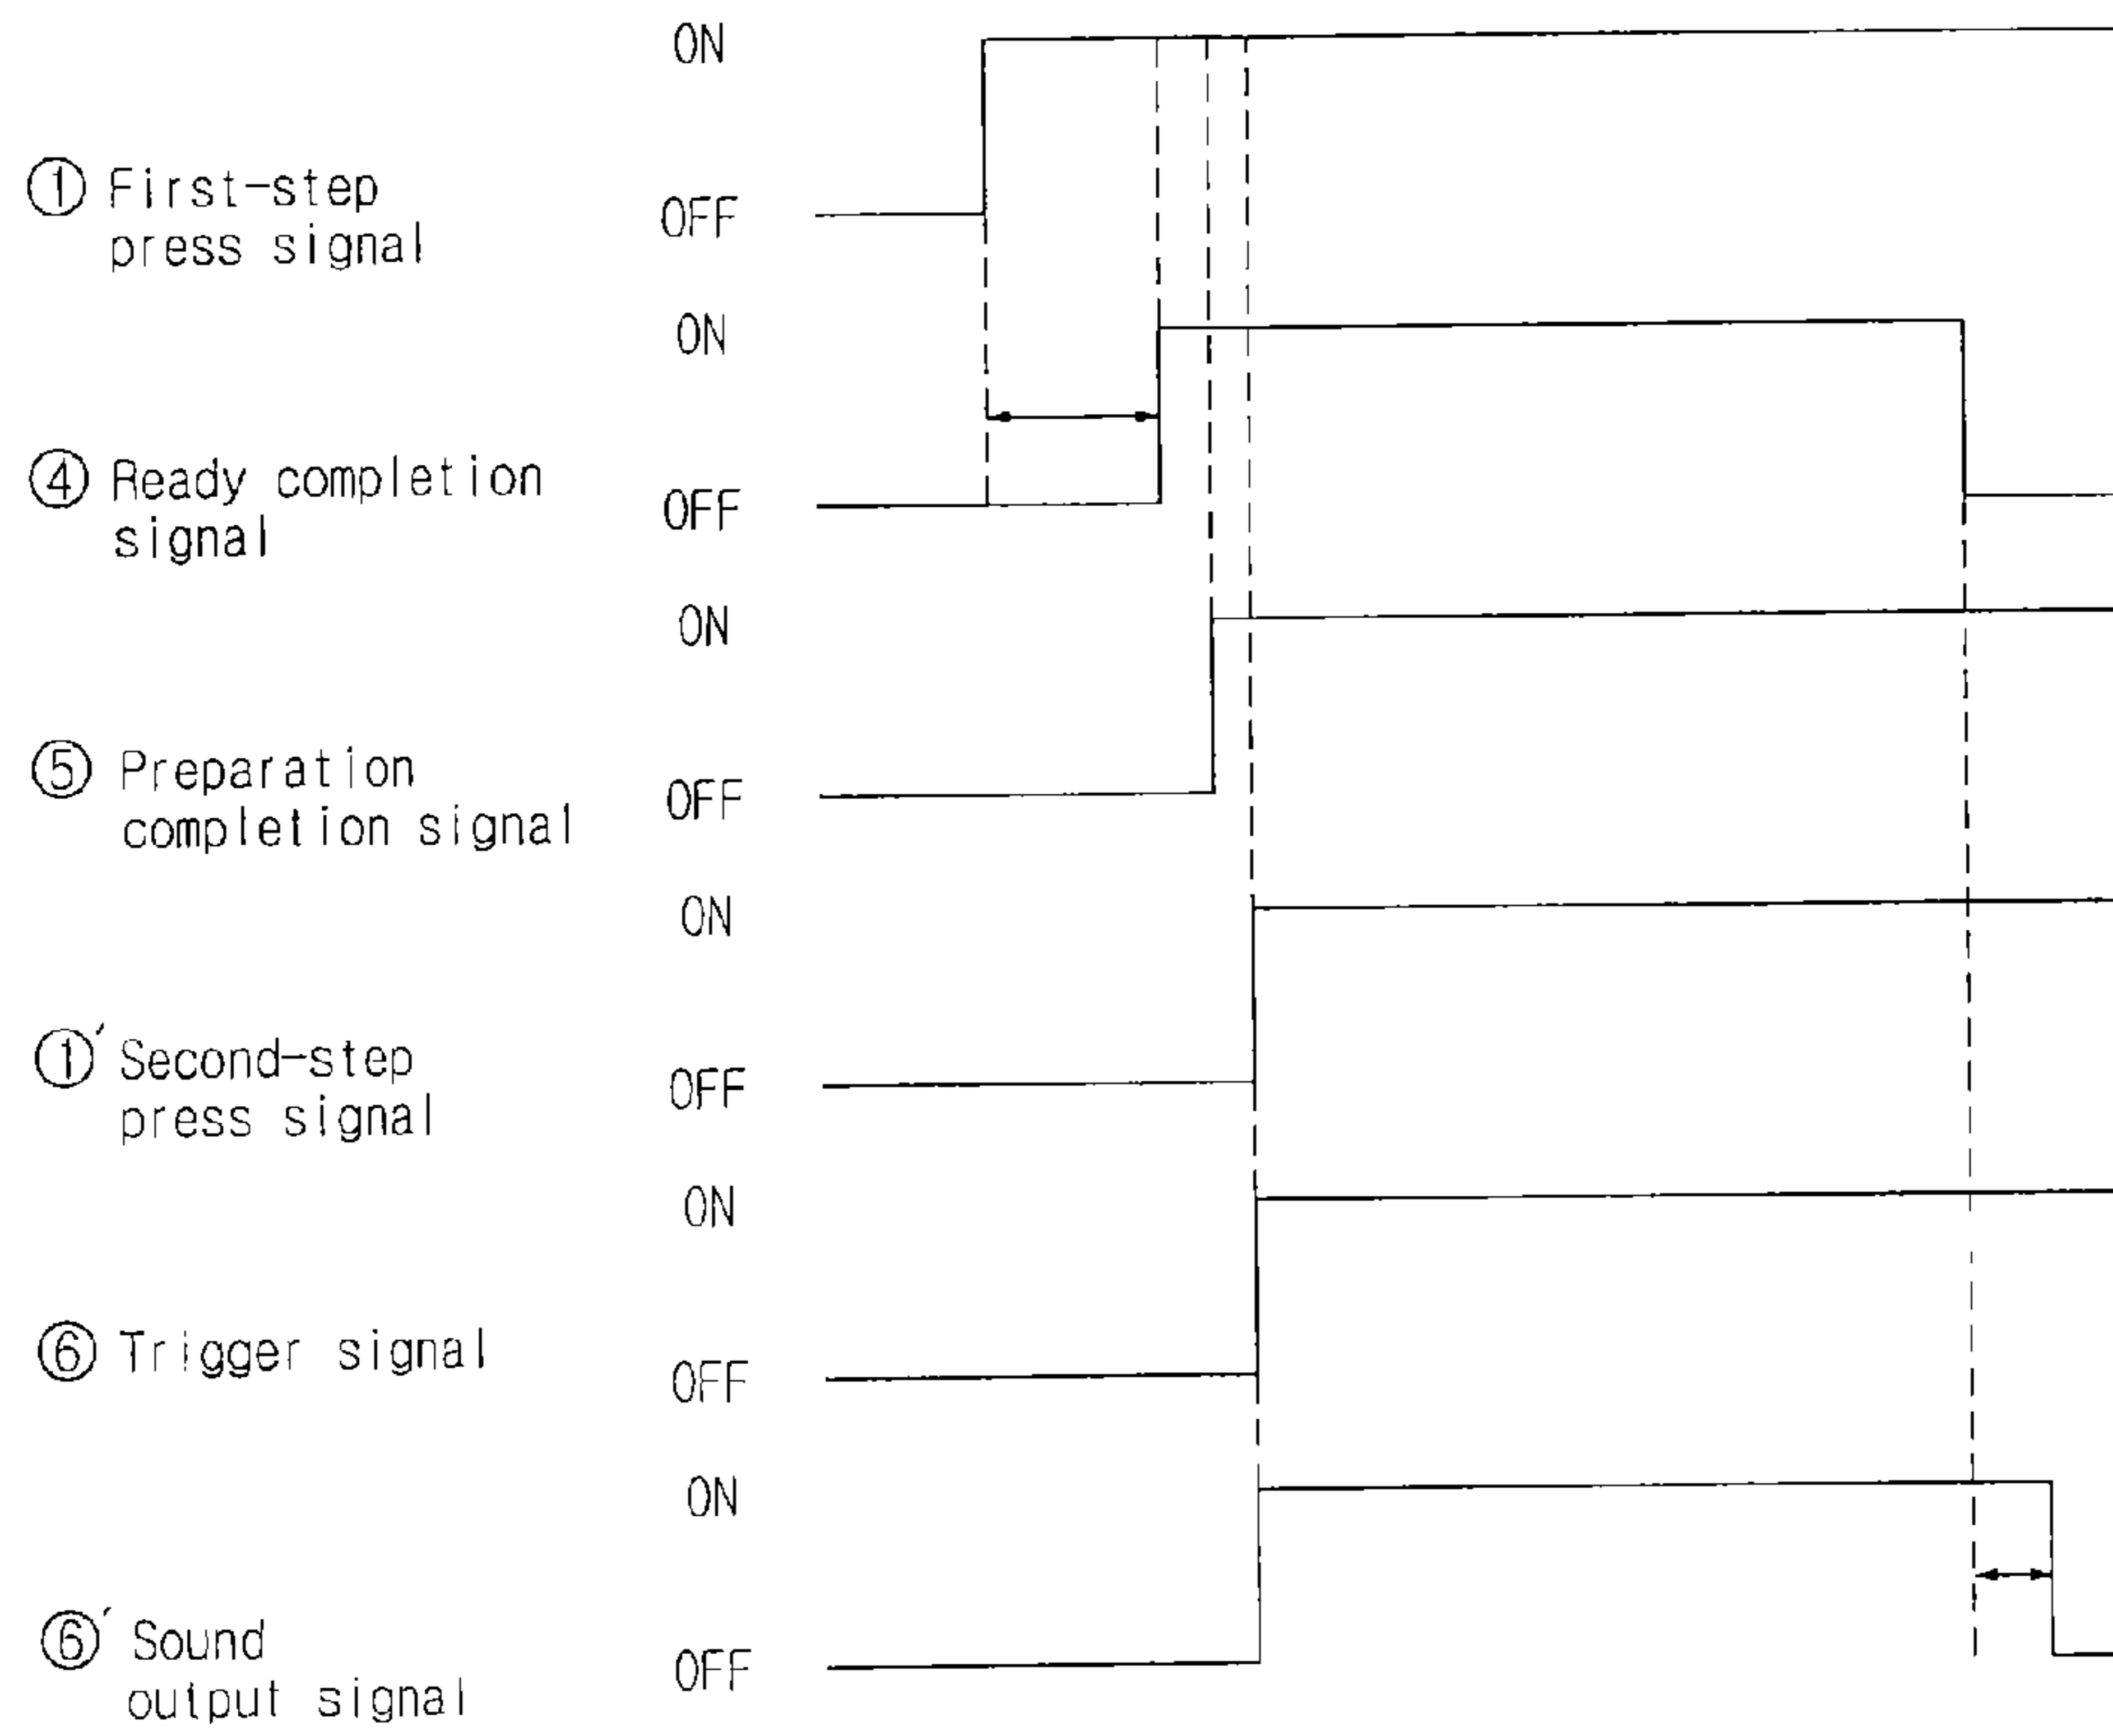 ON
① First-step
press signal
OFF
ON
④ Ready completion
signal
OFF
ON
⑤ Preparation
completion signal
OFF
ON
①′ Second-step
press signal
OFF
ON
⑥ Trigger signal
OFF
ON
⑥′ Sound
output signal
OFF